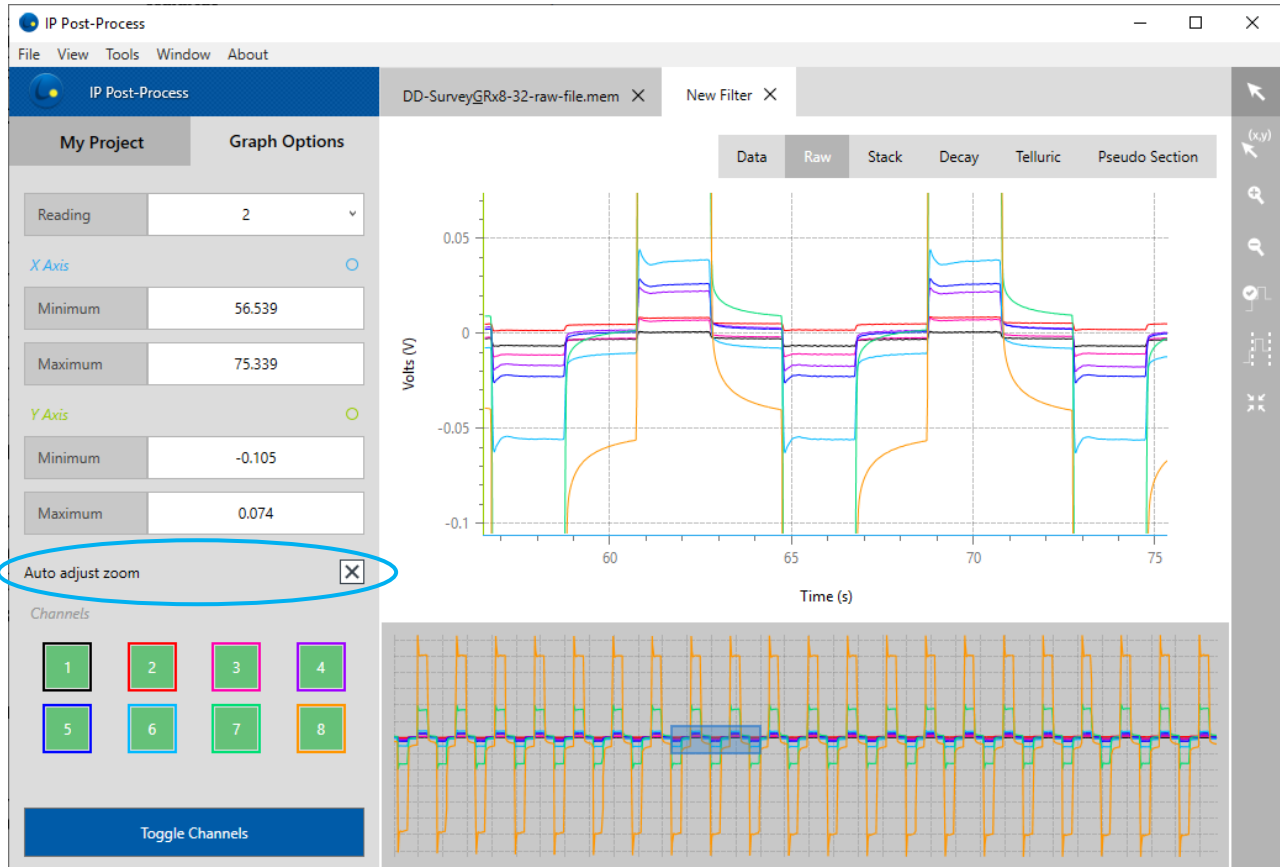 IP Post-Process
File View Tools Window About
IP Post-Process
DD-SurveyGRx8-32-raw-file.mem
New Filter
My Project
Graph Options
Data Raw Stack Decay Telluric Pseudo Section
(x,y)
Reading 2
X Axis
Minimum 56.539
Maximum 75.339
Y Axis
Minimum -0.105
Maximum 0.074
Auto adjust zoom
Channels
1 2 3 4
5 6 7 8
Toggle Channels
0.05
0
-0.05
-0.1
Volts (V)
60 65 70 75
Time (s)